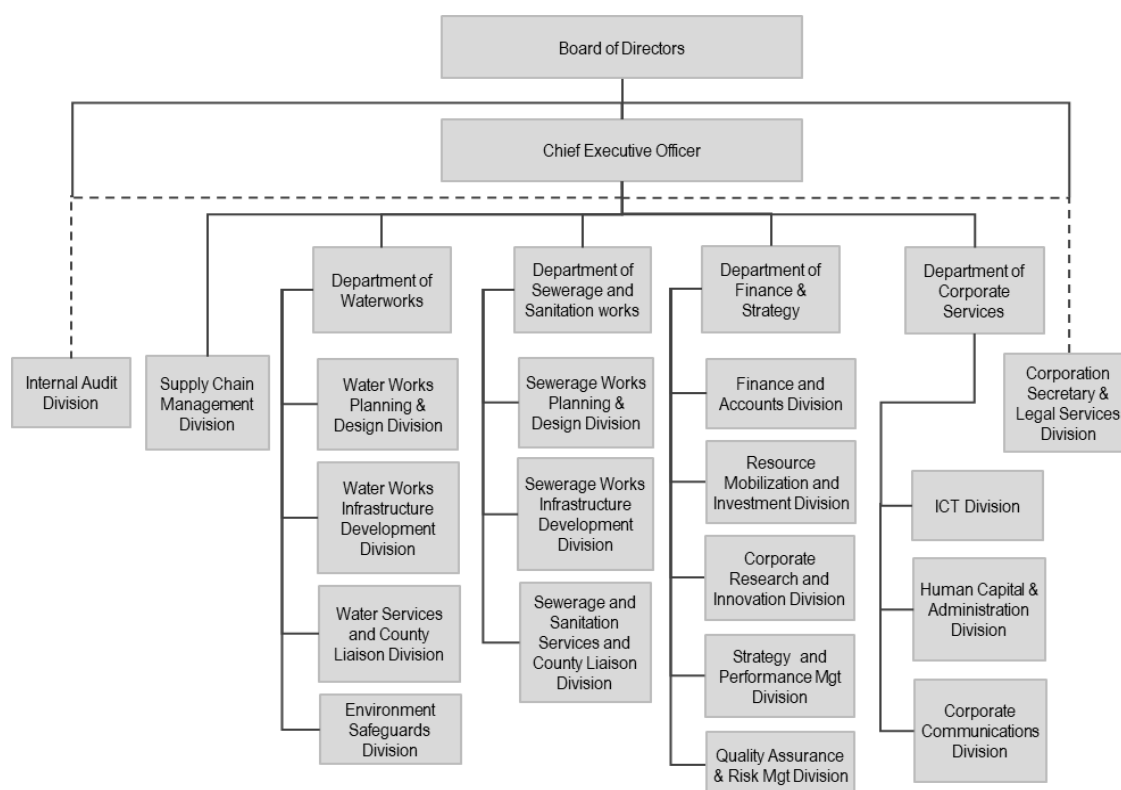 Board of Directors
Chief Executive Officer
Department of
Waterworks
Department of
Sewerage and
Sanitation works
Department of
Finance &
Strategy
Department of
Corporate
Services
Internal Audit
Division
Supply Chain
Management
Division
Water Works
Planning &
Design Division
Water Works
Infrastructure
Development
Division
Water Services
and County
Liaison Division
Environment
Safeguards
Division
Sewerage Works
Planning &
Design Division
Sewerage Works
Infrastructure
Development
Division
Sewerage and
Sanitation
Services and
County Liaison
Division
Finance and
Accounts Division
Resource
Mobilization and
Investment Division
Corporate
Research and
Innovation Division
Strategy and
Performance Mgt
Division
Quality Assurance
& Risk Mgt Division
ICT Division
Human Capital &
Administration
Division
Corporate
Communications
Division
Corporation
Secretary &
Legal Services
Division